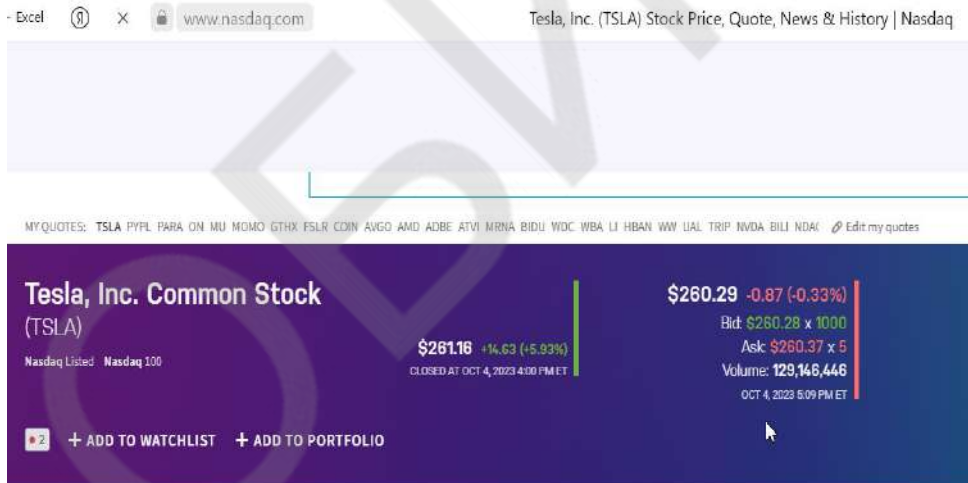 - Excel Я × www.nasdaq.com Tesla, Inc. (TSLA) Stock Price, Quote, News & History | Nasdaq
MY QUOTES: TSLA PYPL PARA ON MU MOMO GTHX FSLR COIN AVGO AMD ADBE ATVI MRNA BIDU WDC WBA LI HBAN WW UAL TRIP NVDA BILI Edit my quotes
Tesla, Inc. Common Stock
(TSLA)
Nasdaq Listed Nasdaq 100
$261.16 +14.63 (+5.93%)
CLOSED AT OCT 4, 2023 4:00 PM ET
$260.29 -0.87 (-0.33%)
Bid: $260.28 x 1000
Ask: $260.37 x 5
Volume: 129,146,446
OCT 4, 2023 5:09 PM ET
2 + ADD TO WATCHLIST + ADD TO PORTFOLIO